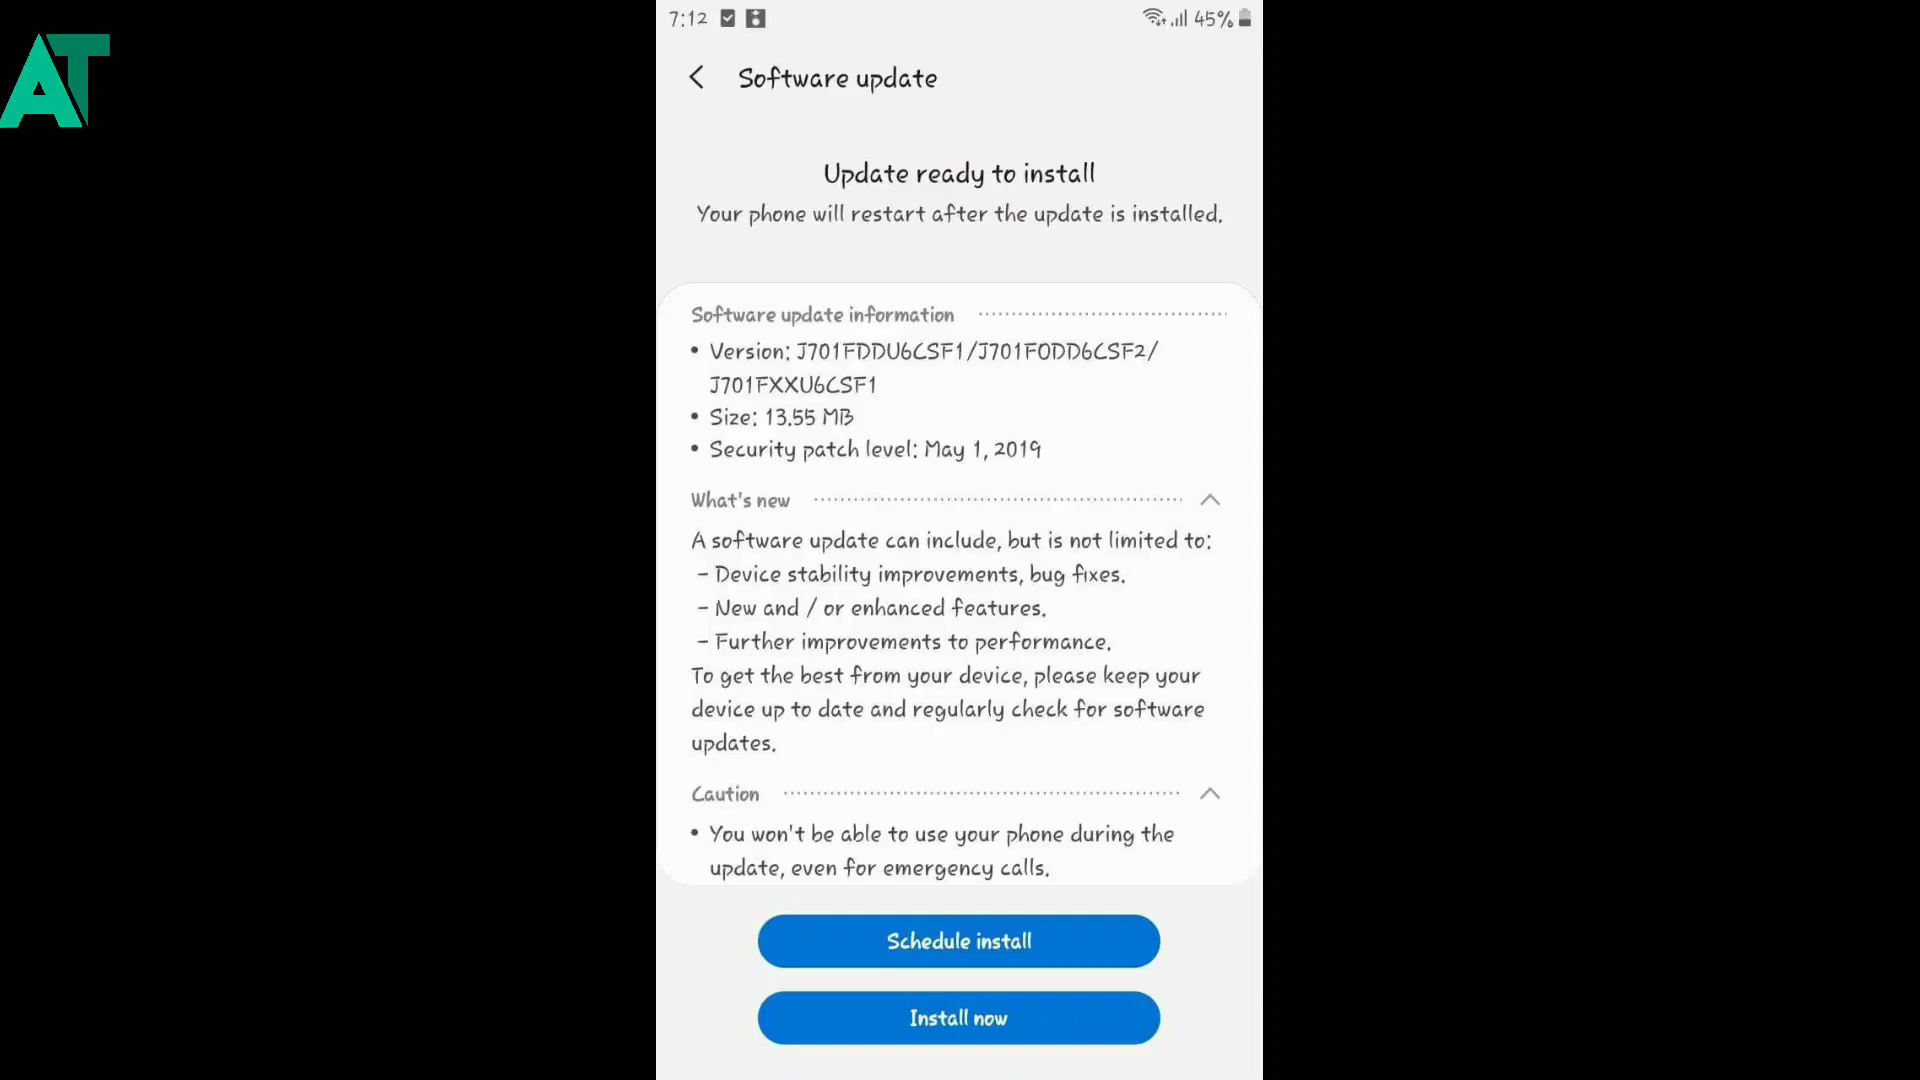 AT
7:12 45%
Software update
Update ready to install
Your phone will restart after the update is installed.
Software update information
• Version: J701FDDU6CSF1/J701FODD6CSF2/
J701FXXU6CSF1
• Size: 13.55 MB
• Security patch level: May 1, 2019
What's new
A software update can include, but is not limited to:
- Device stability improvements, bug fixes.
- New and / or enhanced features.
- Further improvements to performance.
To get the best from your device, please keep your
device up to date and regularly check for software
updates.
Caution
• You won't be able to use your phone during the
update, even for emergency calls.
Schedule install
Install now